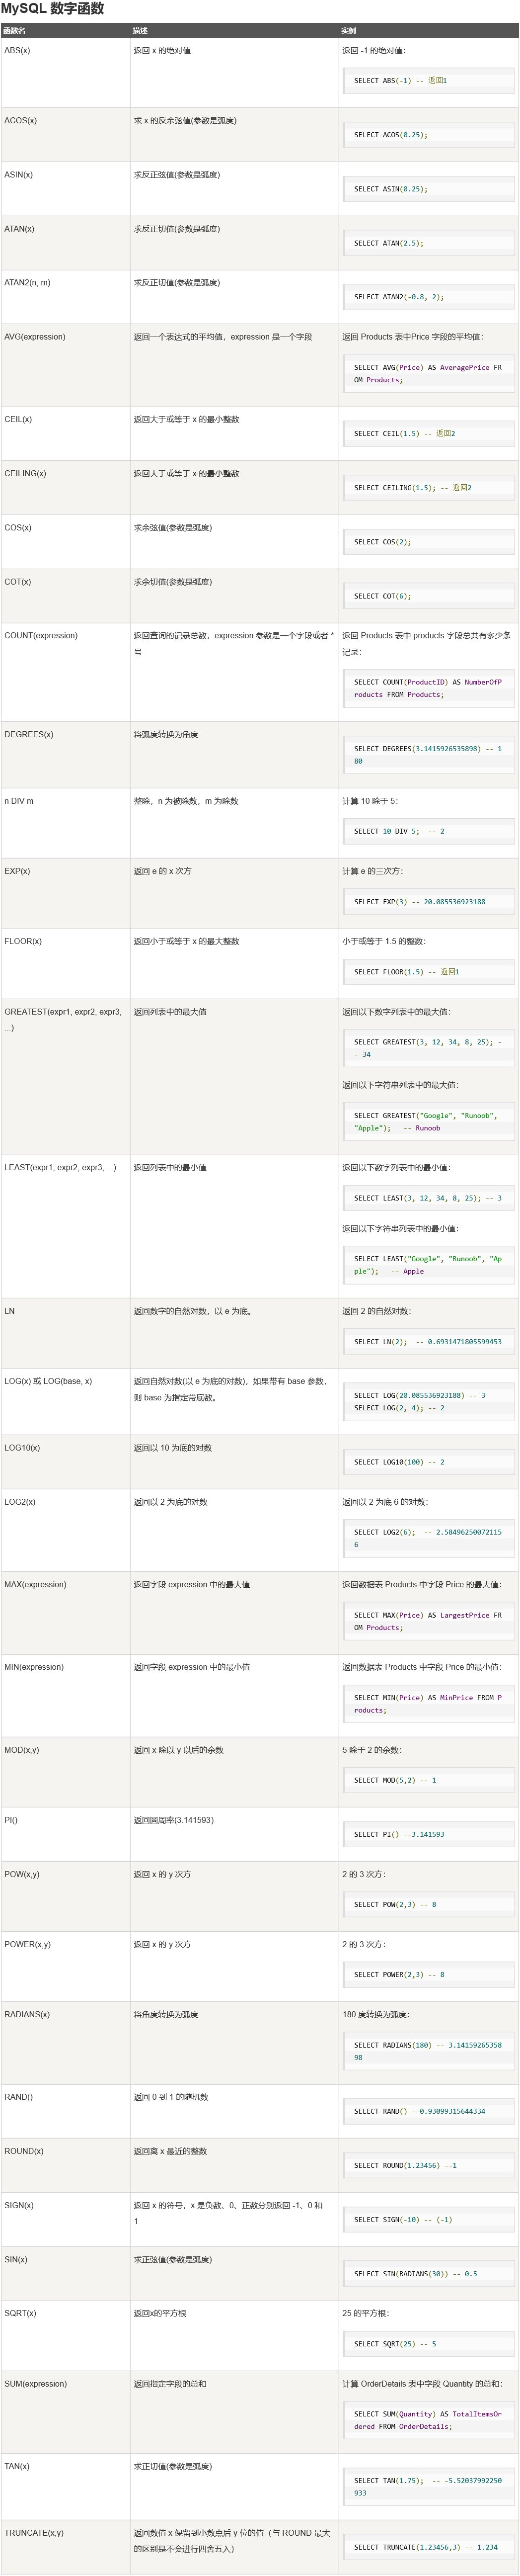 MySQL 数字函数
函数名 描述 实例
ABS(x) 返回 x 的绝对值 返回 -1 的绝对值：
SELECT ABS(-1) -- 返回1
ACOS(x) 求 x 的反余弦值(参数是弧度)
SELECT ACOS(0.25);
ASIN(x) 求反正弦值(参数是弧度)
SELECT ASIN(0.25);
ATAN(x) 求反正切值(参数是弧度)
SELECT ATAN(2.5);
ATAN2(n, m) 求反正切值(参数是弧度)
SELECT ATAN2(-0.8, 2);
AVG(expression) 返回一个表达式的平均值，expression 是一个字段 返回 Products 表中Price 字段的平均值：
SELECT AVG(Price) AS AveragePrice FR
OM Products;
CEIL(x) 返回大于或等于 x 的最小整数
SELECT CEIL(1.5) -- 返回2
CEILING(x) 返回大于或等于 x 的最小整数
SELECT CEILING(1.5); -- 返回2
COS(x) 求余弦值(参数是弧度)
SELECT COS(2);
COT(x) 求余切值(参数是弧度)
SELECT COT(6);
COUNT(expression) 返回查询的记录总数，expression 参数是一个字段或者 * 返回 Products 表中 products 字段总共有多少条
号 记录：
SELECT COUNT(ProductID) AS NumberOfP
roducts FROM Products;
DEGREES(x) 将弧度转换为角度
SELECT DEGREES(3.1415926535898) -- 1
80
n DIV m 整除，n 为被除数，m 为除数 计算 10 除于 5：
SELECT 10 DIV 5;  -- 2
EXP(x) 返回 e 的 x 次方 计算 e 的三次方：
SELECT EXP(3) -- 20.085536923188
FLOOR(x) 返回小于或等于 x 的最大整数 小于或等于 1.5 的整数：
SELECT FLOOR(1.5) -- 返回1
GREATEST(expr1, expr2, expr3, 返回列表中的最大值 返回以下数字列表中的最大值：
...)
SELECT GREATEST(3, 12, 34, 8, 25); -
- 34
返回以下字符串列表中的最大值：
SELECT GREATEST("Google", "Runoob",
"Apple");   -- Runoob
LEAST(expr1, expr2, expr3, ...) 返回列表中的最小值 返回以下数字列表中的最小值：
SELECT LEAST(3, 12, 34, 8, 25); -- 3
返回以下字符串列表中的最小值：
SELECT LEAST("Google", "Runoob", "Ap
ple");   -- Apple
LN 返回数字的自然对数，以 e 为底。 返回 2 的自然对数：
SELECT LN(2);  -- 0.6931471805599453
LOG(x) 或 LOG(base, x) 返回自然对数(以 e 为底的对数)，如果带有 base 参数，
则 base 为指定带底数。
SELECT LOG(20.085536923188) -- 3
SELECT LOG(2, 4); -- 2
LOG10(x) 返回以 10 为底的对数
SELECT LOG10(100) -- 2
LOG2(x) 返回以 2 为底的对数 返回以 2 为底 6 的对数：
SELECT LOG2(6);  -- 2.58496250072115
6
MAX(expression) 返回字段 expression 中的最大值 返回数据表 Products 中字段 Price 的最大值：
SELECT MAX(Price) AS LargestPrice FR
OM Products;
MIN(expression) 返回字段 expression 中的最小值 返回数据表 Products 中字段 Price 的最小值：
SELECT MIN(Price) AS MinPrice FROM P
roducts;
MOD(x,y) 返回 x 除以 y 以后的余数 5 除于 2 的余数：
SELECT MOD(5,2) -- 1
PI() 返回圆周率(3.141593）
SELECT PI() --3.141593
POW(x,y) 返回 x 的 y 次方 2 的 3 次方：
SELECT POW(2,3) -- 8
POWER(x,y) 返回 x 的 y 次方 2 的 3 次方：
SELECT POWER(2,3) -- 8
RADIANS(x) 将角度转换为弧度 180 度转换为弧度：
SELECT RADIANS(180) -- 3.14159265358
98
RAND() 返回 0 到 1 的随机数
SELECT RAND() --0.93099315644334
ROUND(x) 返回离 x 最近的整数
SELECT ROUND(1.23456) --1
SIGN(x) 返回 x 的符号，x 是负数、0、正数分别返回 -1、0 和
1
SELECT SIGN(-10) -- (-1)
SIN(x) 求正弦值(参数是弧度)
SELECT SIN(RADIANS(30)) -- 0.5
SQRT(x) 返回x的平方根 25 的平方根：
SELECT SQRT(25) -- 5
SUM(expression) 返回指定字段的总和 计算 OrderDetails 表中字段 Quantity 的总和：
SELECT SUM(Quantity) AS TotalItemsOr
dered FROM OrderDetails;
TAN(x) 求正切值(参数是弧度)
SELECT TAN(1.75);  -- -5.52037992250
933
TRUNCATE(x,y) 返回数值 x 保留到小数点后 y 位的值（与 ROUND 最大
的区别是不会进行四舍五入）
SELECT TRUNCATE(1.23456,3) -- 1.234